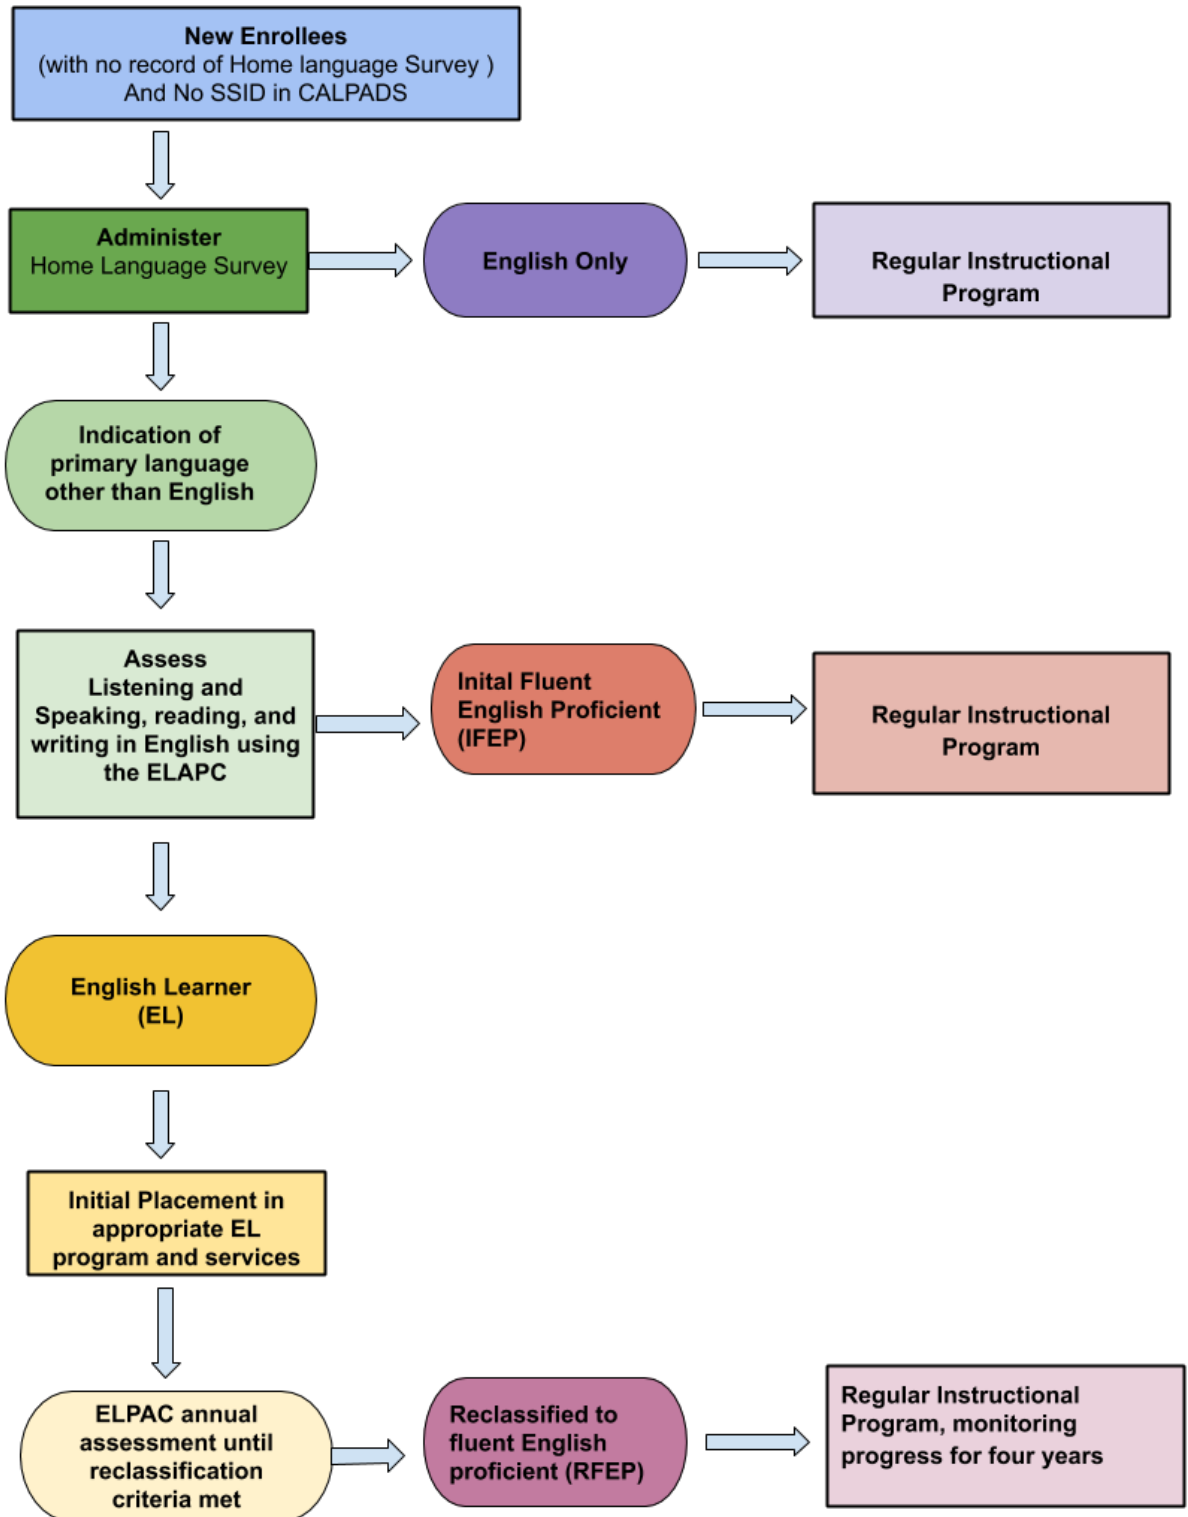 New Enrollees
(with no record of Home language Survey )
And No SSID in CALPADS
Administer
Home Language Survey
English Only
Regular Instructional
Program
Indication of
primary language
other than English
Assess
Listening and
Speaking, reading, and
writing in English using
the ELAPC
Inital Fluent
English Proficient
(IFEP)
Regular Instructional
Program
English Learner
(EL)
Initial Placement in
appropriate EL
program and services
ELPAC annual
assessment until
reclassification
criteria met
Reclassified to
fluent English
proficient (RFEP)
Regular Instructional
Program, monitoring
progress for four years